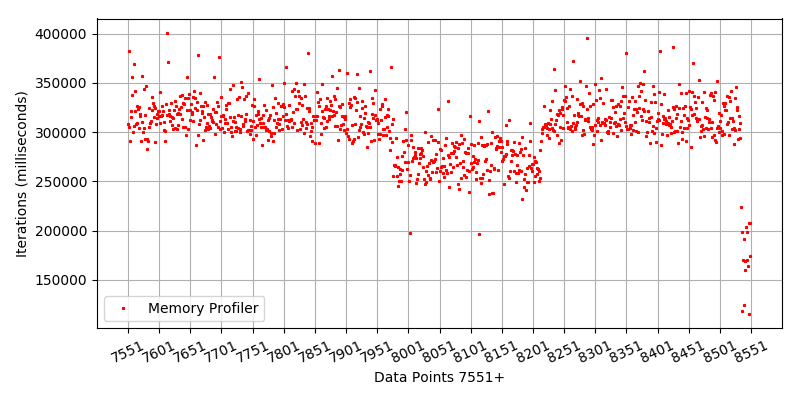 400000
350000
300000
250000
200000
150000
Iterations (milliseconds)
Memory Profiler
7551 7601 7651 7701 7751 7801 7851 7901 7951 8001 8051 8101 8151 8201 8251 8301 8351 8401 8451 8501 8551
Data Points 7551+